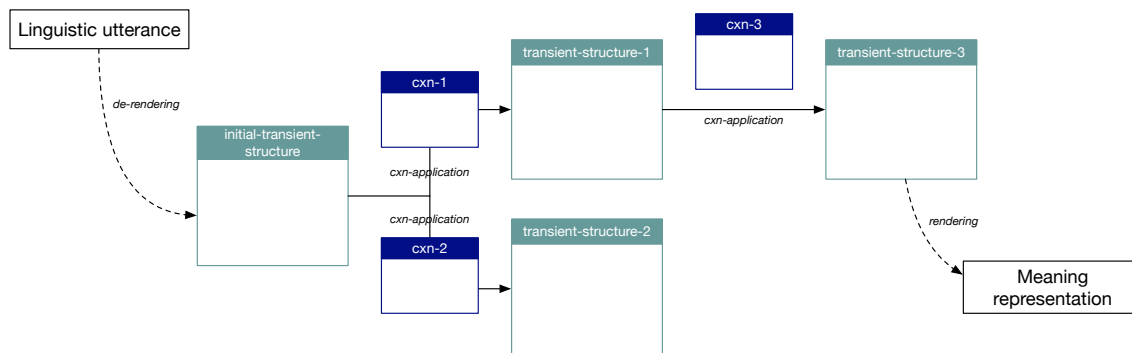 Linguistic utterance
de-rendering
initial-transient-
structure
cxn-1
cxn-application
cxn-application
cxn-2
transient-structure-1
transient-structure-2
cxn-3
cxn-application
transient-structure-3
rendering
Meaning
representation